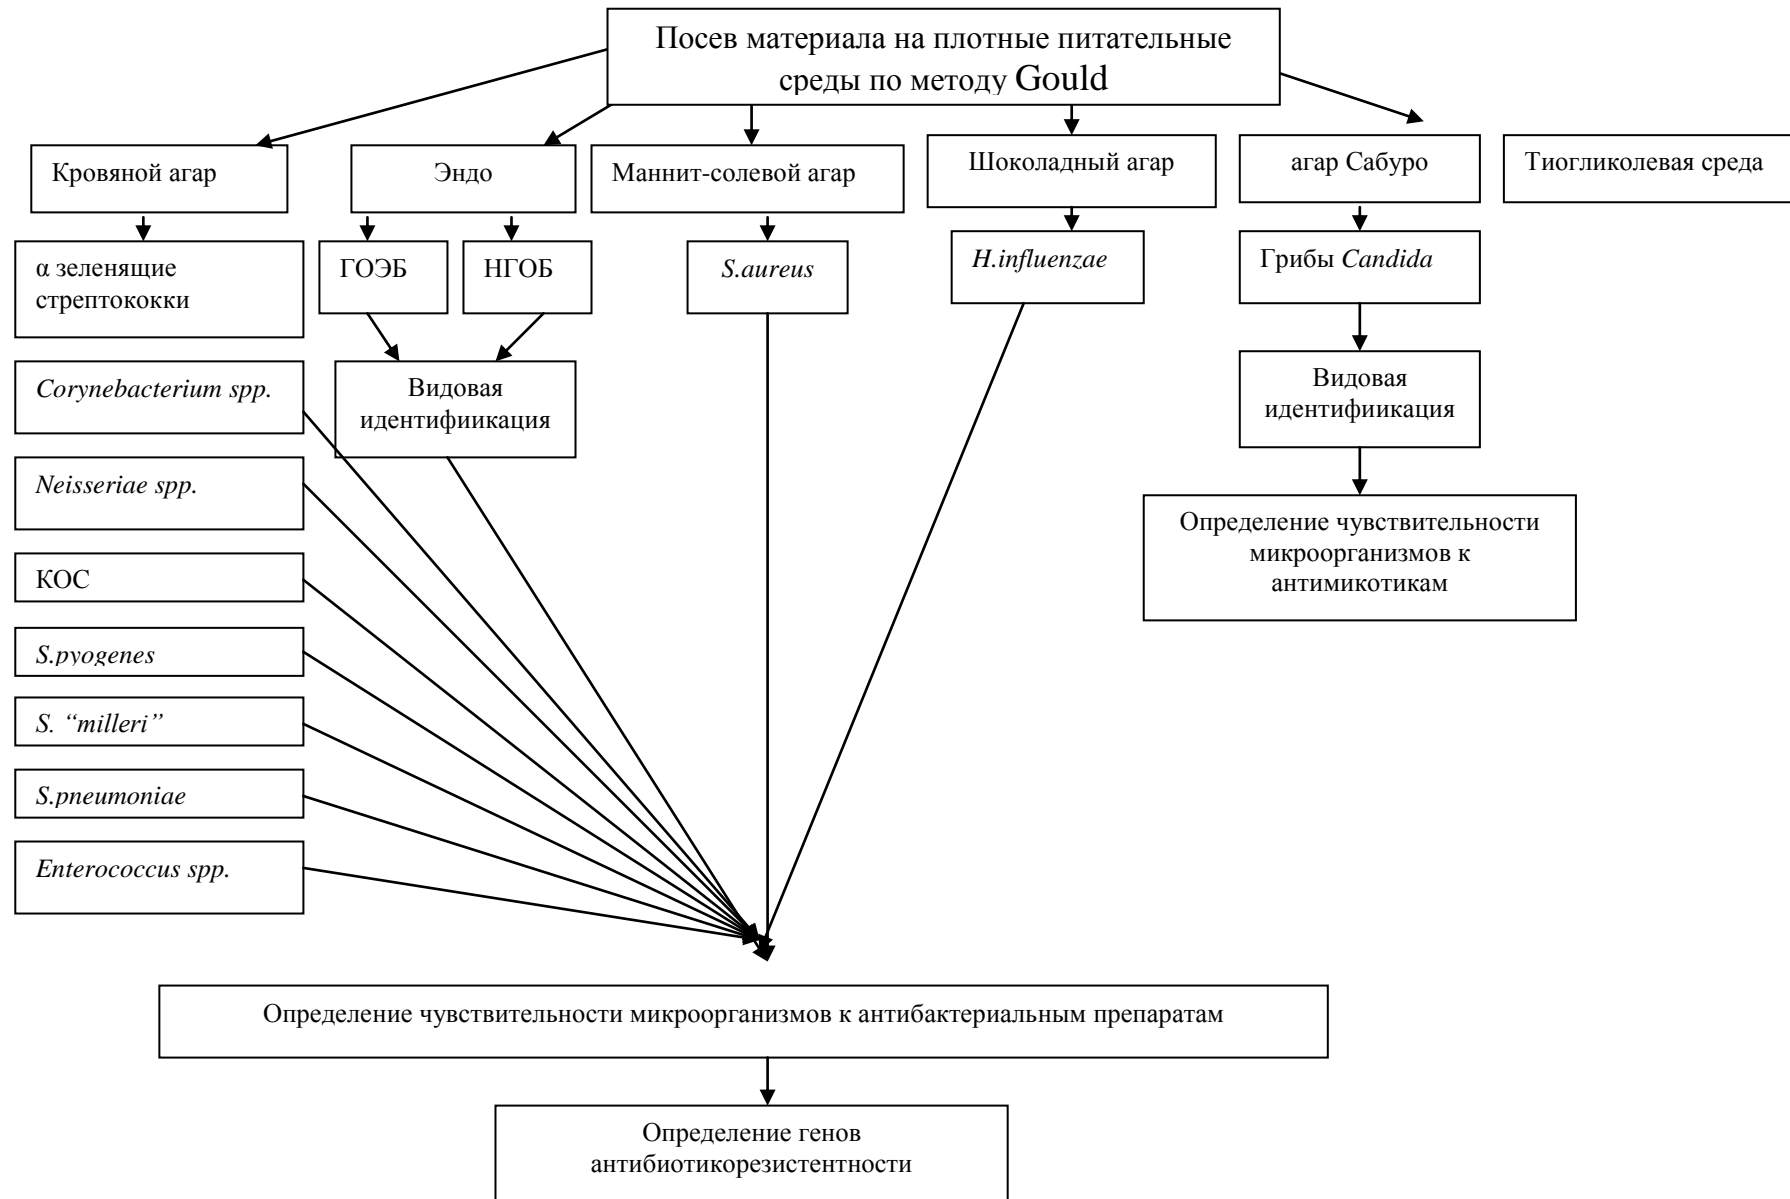 Посев материала на плотные питательные
среды по методу Gould
Кровяной агар
Эндо
Маннит-солевой агар
Шоколадный агар
агар Сабуро
Тиогликолевая среда
α зеленящие
стрептококки
ГОЭБ
НГОБ
S.aureus
H.influenzae
Грибы Candida
Corynebacterium spp.
Видовая
идентифиикация
Видовая
идентифиикация
Neisseriae spp.
Определение чувствительности
микроорганизмов к
антимикотикам
КОС
S.pyogenes
S. “milleri”
S.pneumoniae
Enterococcus spp.
Определение чувствительности микроорганизмов к антибактериальным препаратам
Определение генов
антибиотикорезистентности